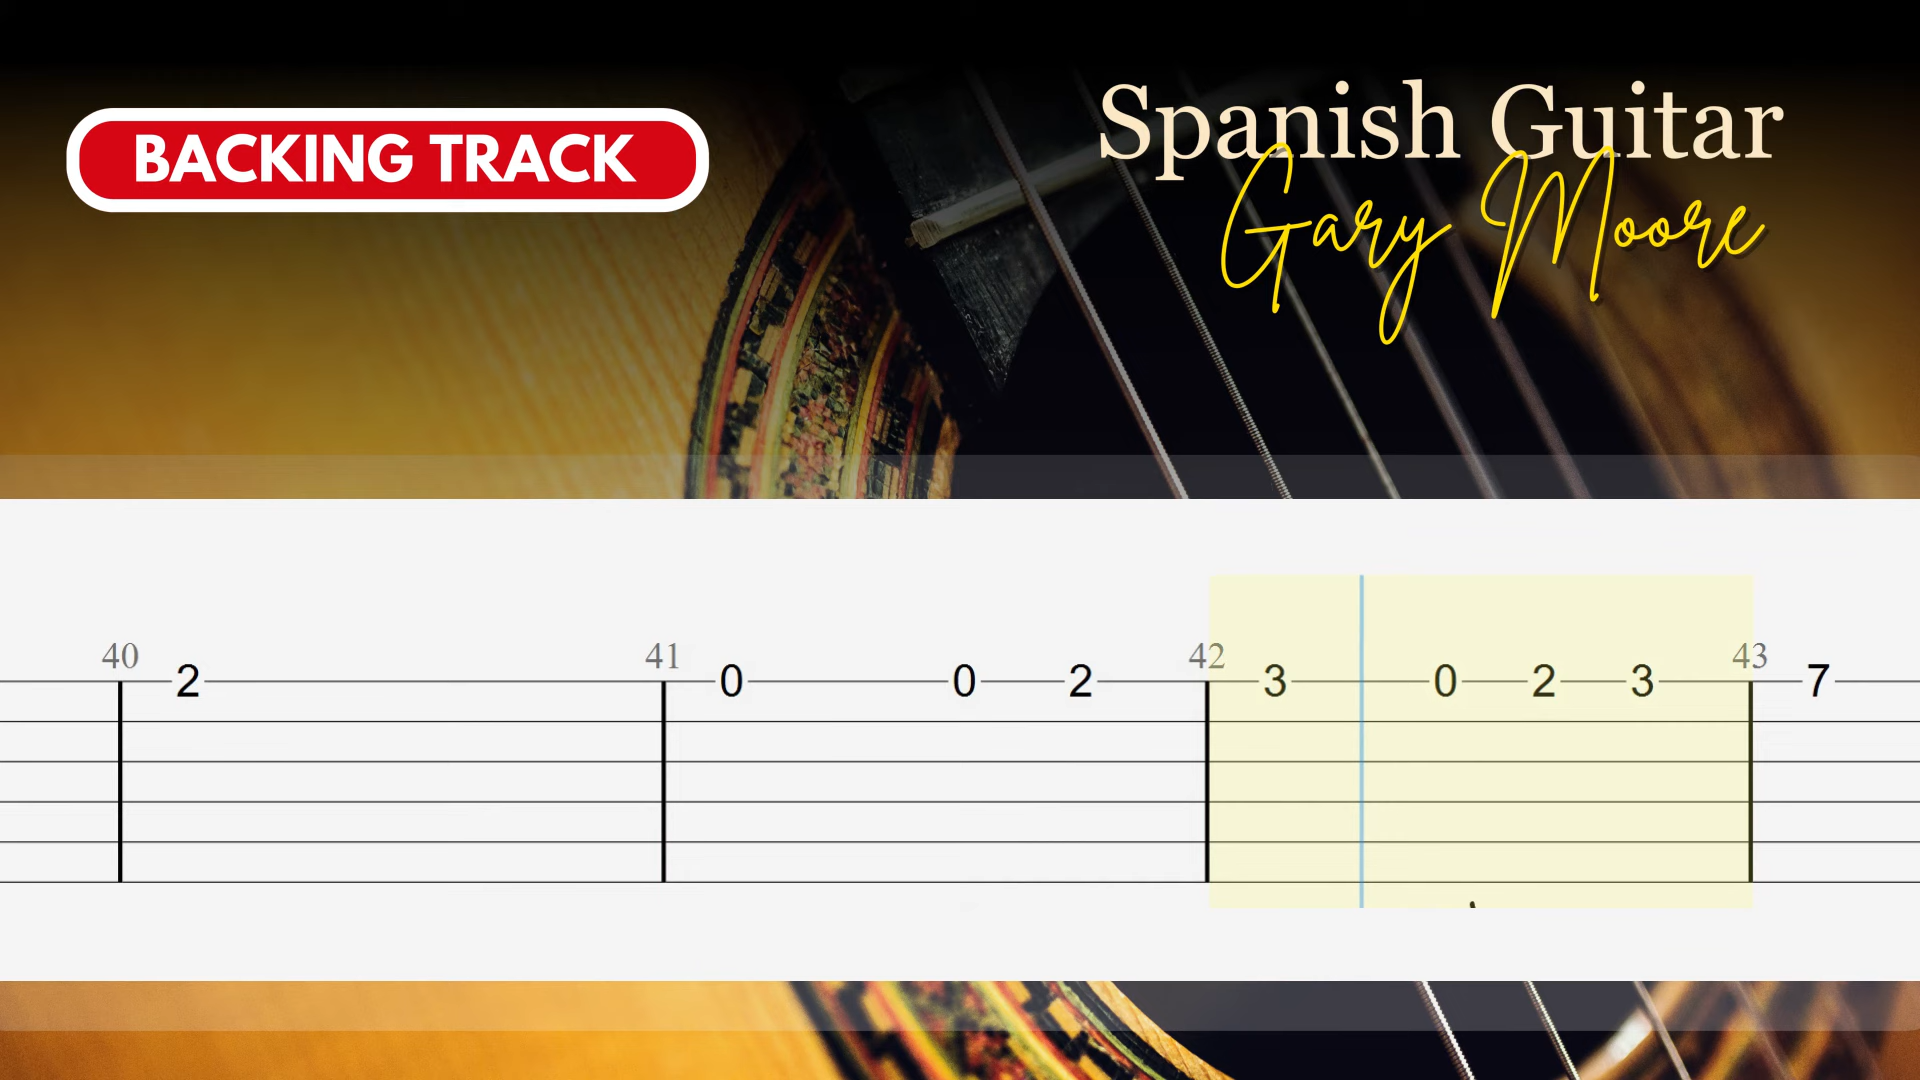 BACKING TRACK
Spanish Guitar
Gary Moore
40 41 42 43
2 0 0 2 3 0 2 3 7